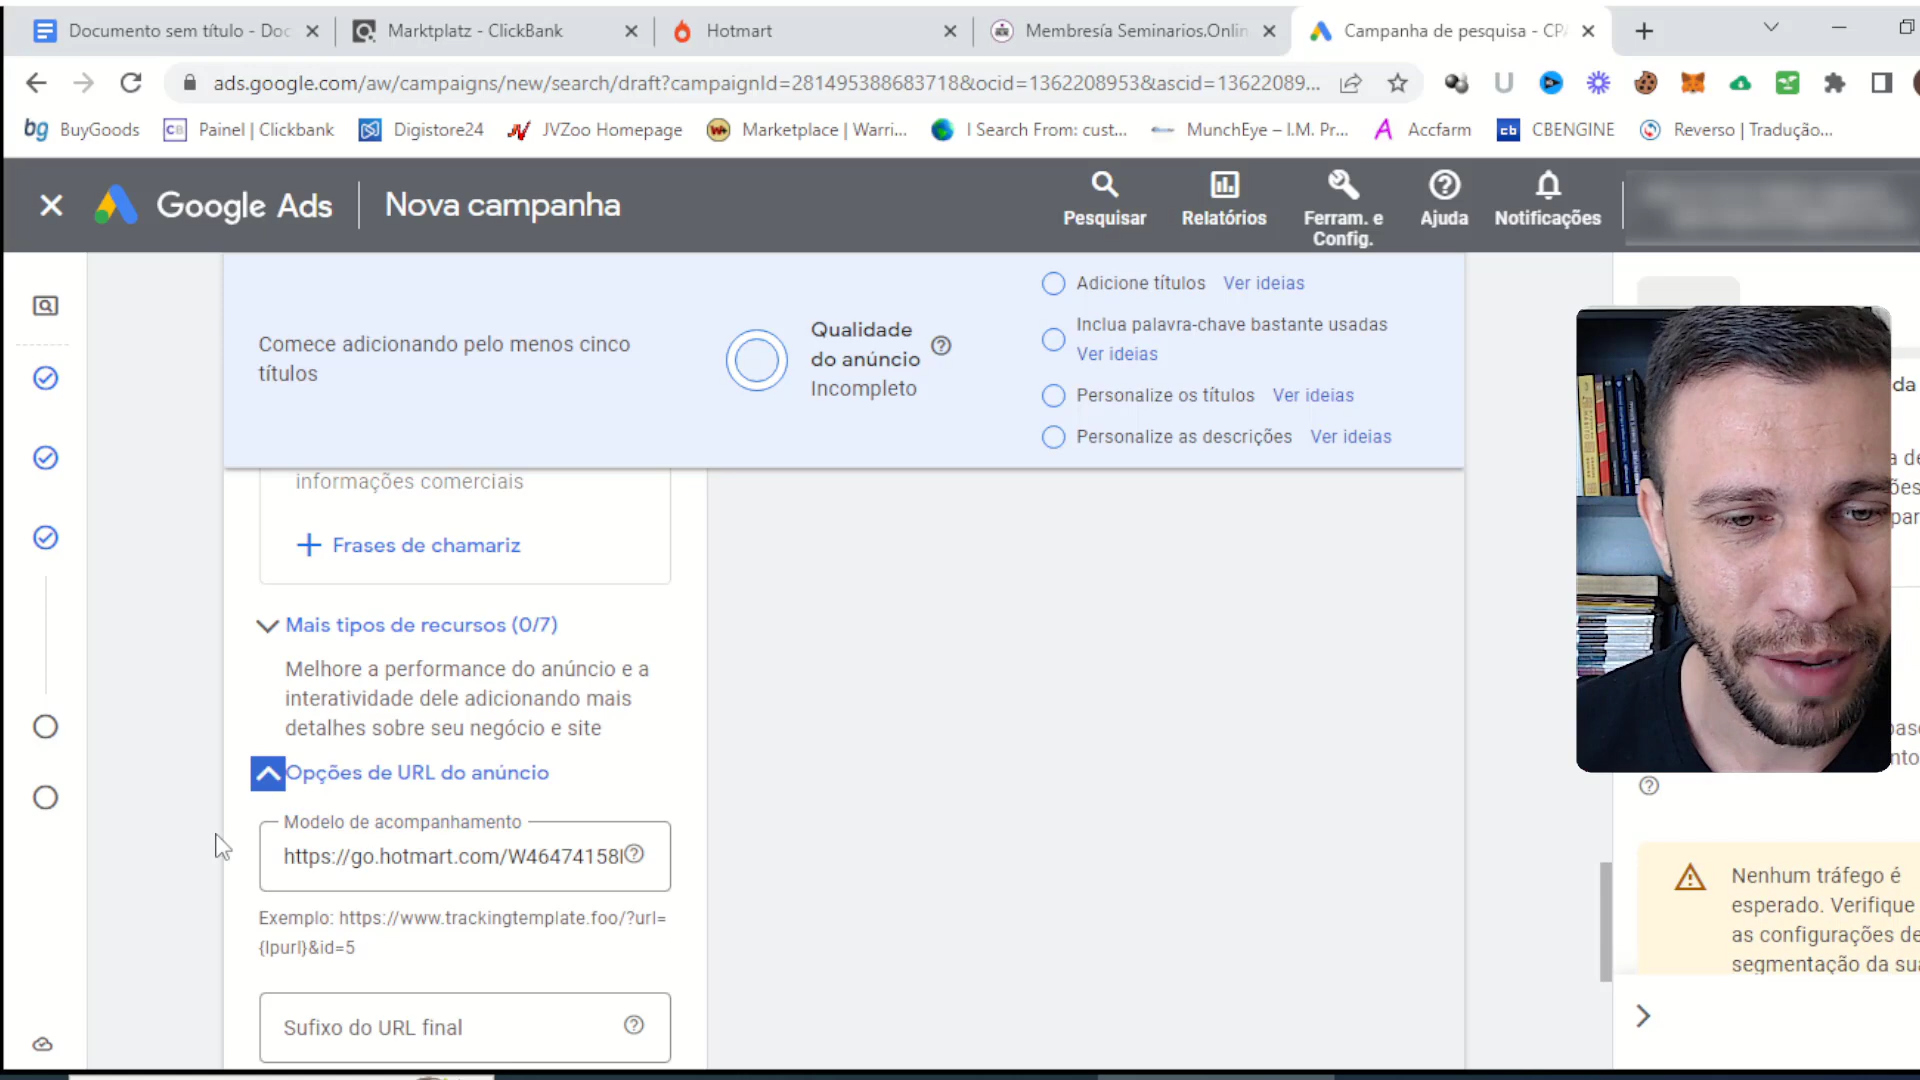 Documento sem título - Doc
Marktplatz - ClickBank
Hotmart
Membresía Seminarios.Onlin
Campanha de pesquisa - CPA
ads.google.com/aw/campaigns/new/search/draft?campaignId=281495388683718&ocid=1362208953&ascid=13622089...
BuyGoods
Painel | Clickbank
Digistore24
JVZoo Homepage
Marketplace | Warri...
I Search From: cust...
MunchEye – I.M. Pr...
Accfarm
CBENGINE
Reverso | Tradução...
Google Ads
Nova campanha
Pesquisar
Relatórios
Ferram. e
Config.
Ajuda
Notificações
Comece adicionando pelo menos cinco
títulos
Qualidade
do anúncio
Incompleto
Adicione títulos Ver ideias
Inclua palavra-chave bastante usadas
Ver ideias
Personalize os títulos Ver ideias
Personalize as descrições Ver ideias
informações comerciais
+ Frases de chamariz
Mais tipos de recursos (0/7)
Melhore a performance do anúncio e a
interatividade dele adicionando mais
detalhes sobre seu negócio e site
Opções de URL do anúncio
Modelo de acompanhamento
https://go.hotmart.com/W46474158
Exemplo: https://www.trackingtemplate.foo/?url=
{lpurl}&id=5
Sufixo do URL final
Nenhum tráfego é
esperado. Verifique
as configurações de
segmentação da sua